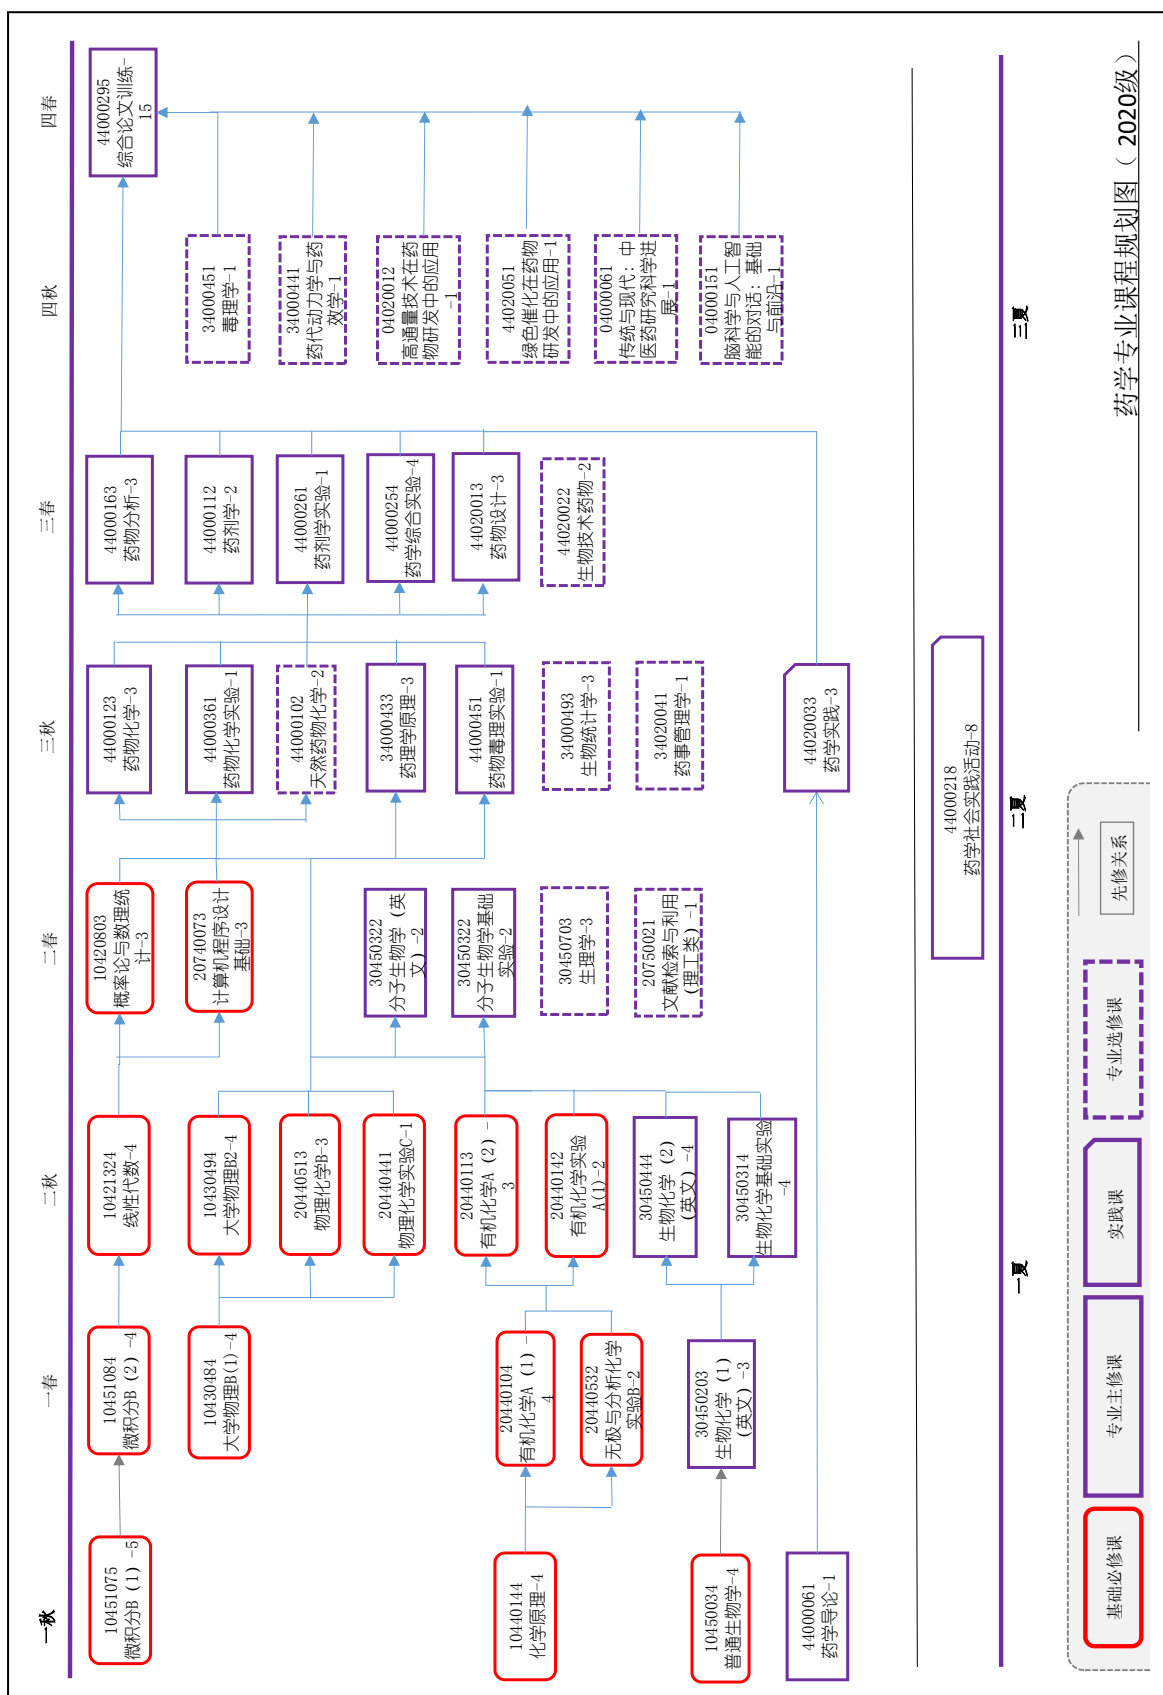 药学专业课程规划图（ 2020级）
一秋
一春
二秋
二春
三秋
三春
四秋
四春
10451075
微积分B（1）-5
10440144
化学原理-4
10450034
普通生物学-4
44000061
药学导论-1
10451084
微积分B（2）-4
10430484
大学物理B(1)-4
20440104
有机化学A（1）-
4
20440532
无极与分析化学
实验B-2
30450203
生物化学（1）
(英文）-3
10421324
线性代数-4
10430494
大学物理B2-4
20440513
物理化学B-3
20440441
物理化学实验C-1
20440113
有机化学A（2）-
3
20440142
有机化学实验
A(1)-2
30450444
生物化学（2）
(英文）-4
30450314
生物化学基础实验
-4
10420803
概率论与数理统
计-3
20740073
计算机程序设计
基础-3
30450322
分子生物学（英
文）-2
30450322
分子生物学基础
实验-2
30450703
生理学-3
20750021
文献检索与利用
（理工类）-1
44000123
药物化学-3
44000361
药物化学实验-1
44000102
天然药物化学-2
34000433
药理学原理-3
44000451
药物毒理实验-1
34000493
生物统计学-3
34020041
药事管理学-1
44020033
药学实践-3
44000163
药物分析-3
44000112
药剂学-2
44000261
药剂学实验-1
44000254
药学综合实验-4
44020013
药物设计-3
44020022
生物技术药物-2
34000451
毒理学-1
34000441
药代动力学与药
效学-1
04020012
高通量技术在药
物研发中的应用
-1
44020051
绿色催化在药物
研发中的应用-1
04000061
传统与现代：中
医药研究科学进
展-1
04000151
脑科学与人工智
能的对话：基础
与前沿-1
44000295
综合论文训练-
15
44000218
药学社会实践活动-8
一夏
二夏
三夏
基础必修课
专业主修课
实践课
专业选修课
先修关系